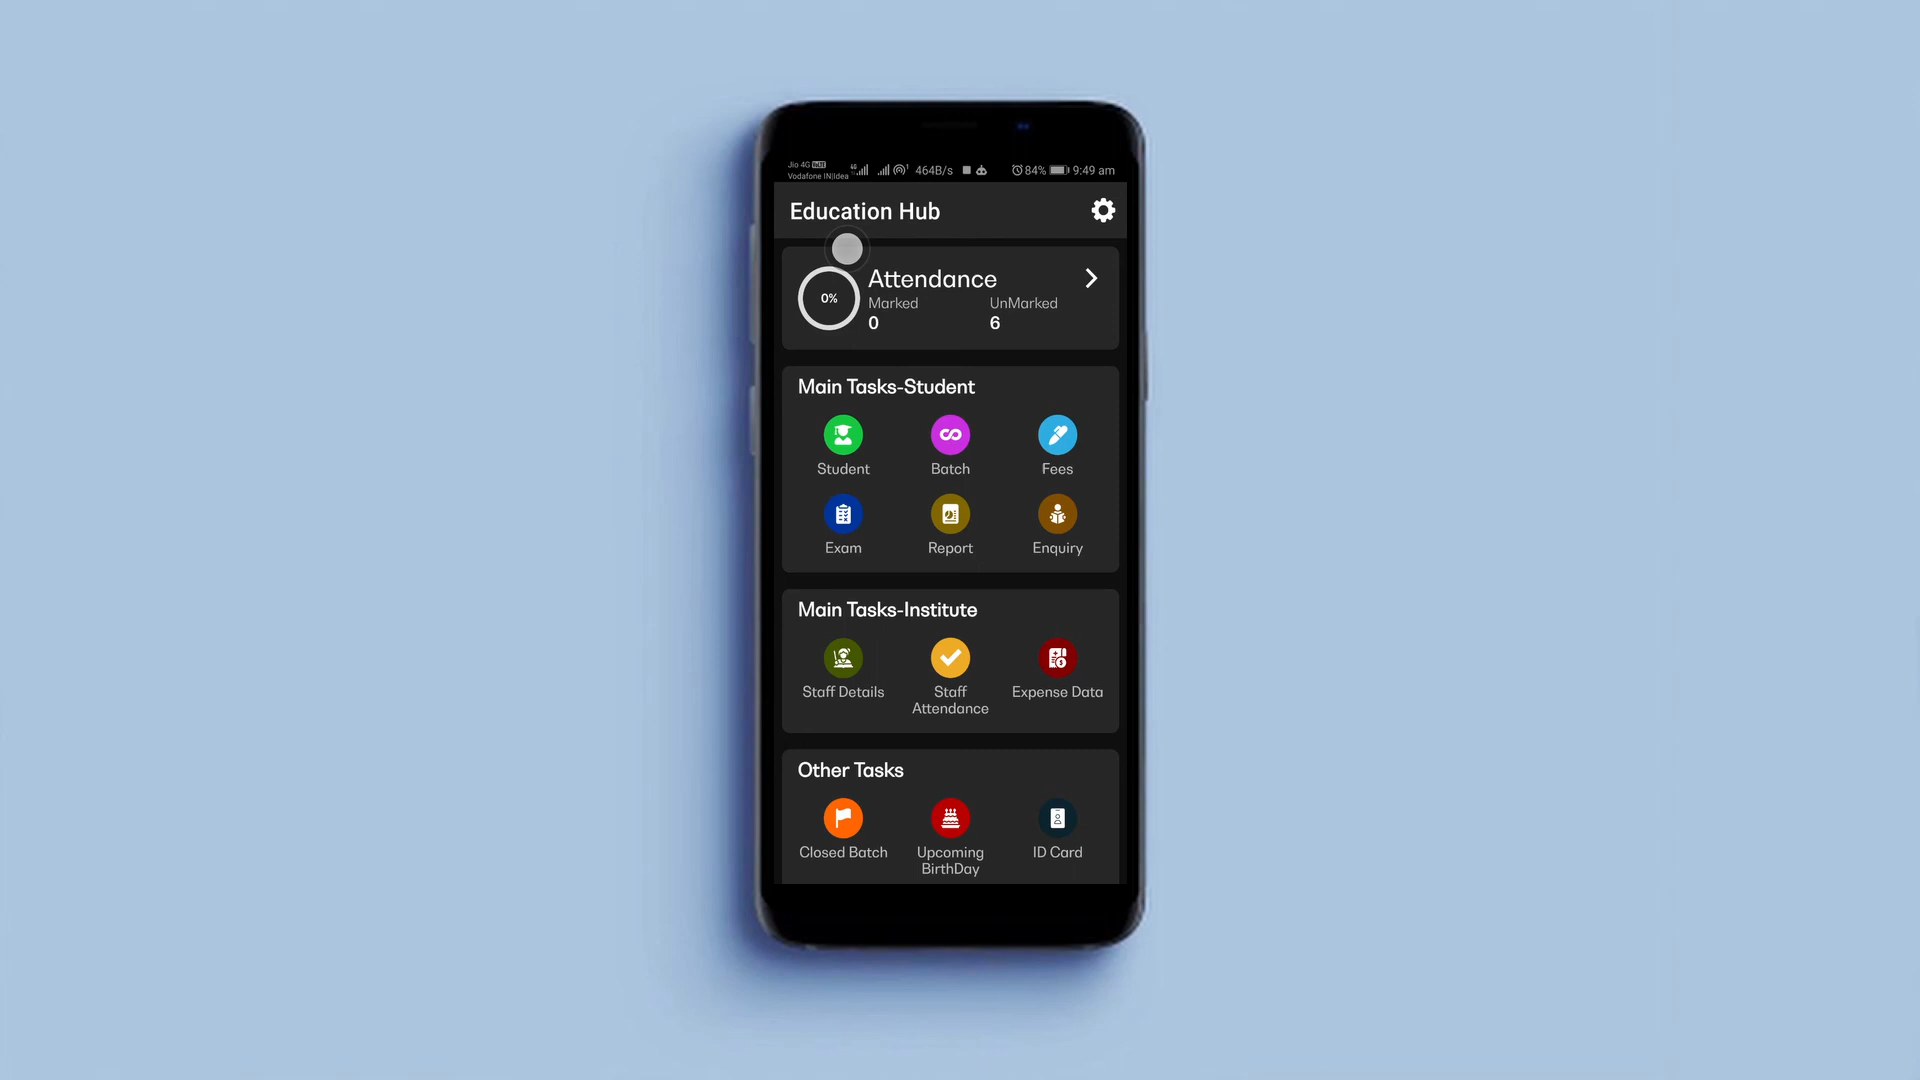 Jio 4G VoLTE
Vodafone IN|Idea
464B/s
84%
9:49 am
Education Hub
Attendance
0%
Marked
UnMarked
0
6
Main Tasks-Student
Student
Batch
Fees
Exam
Report
Enquiry
Main Tasks-Institute
Staff Details
Staff
Attendance
Expense Data
Other Tasks
Closed Batch
Upcoming
BirthDay
ID Card